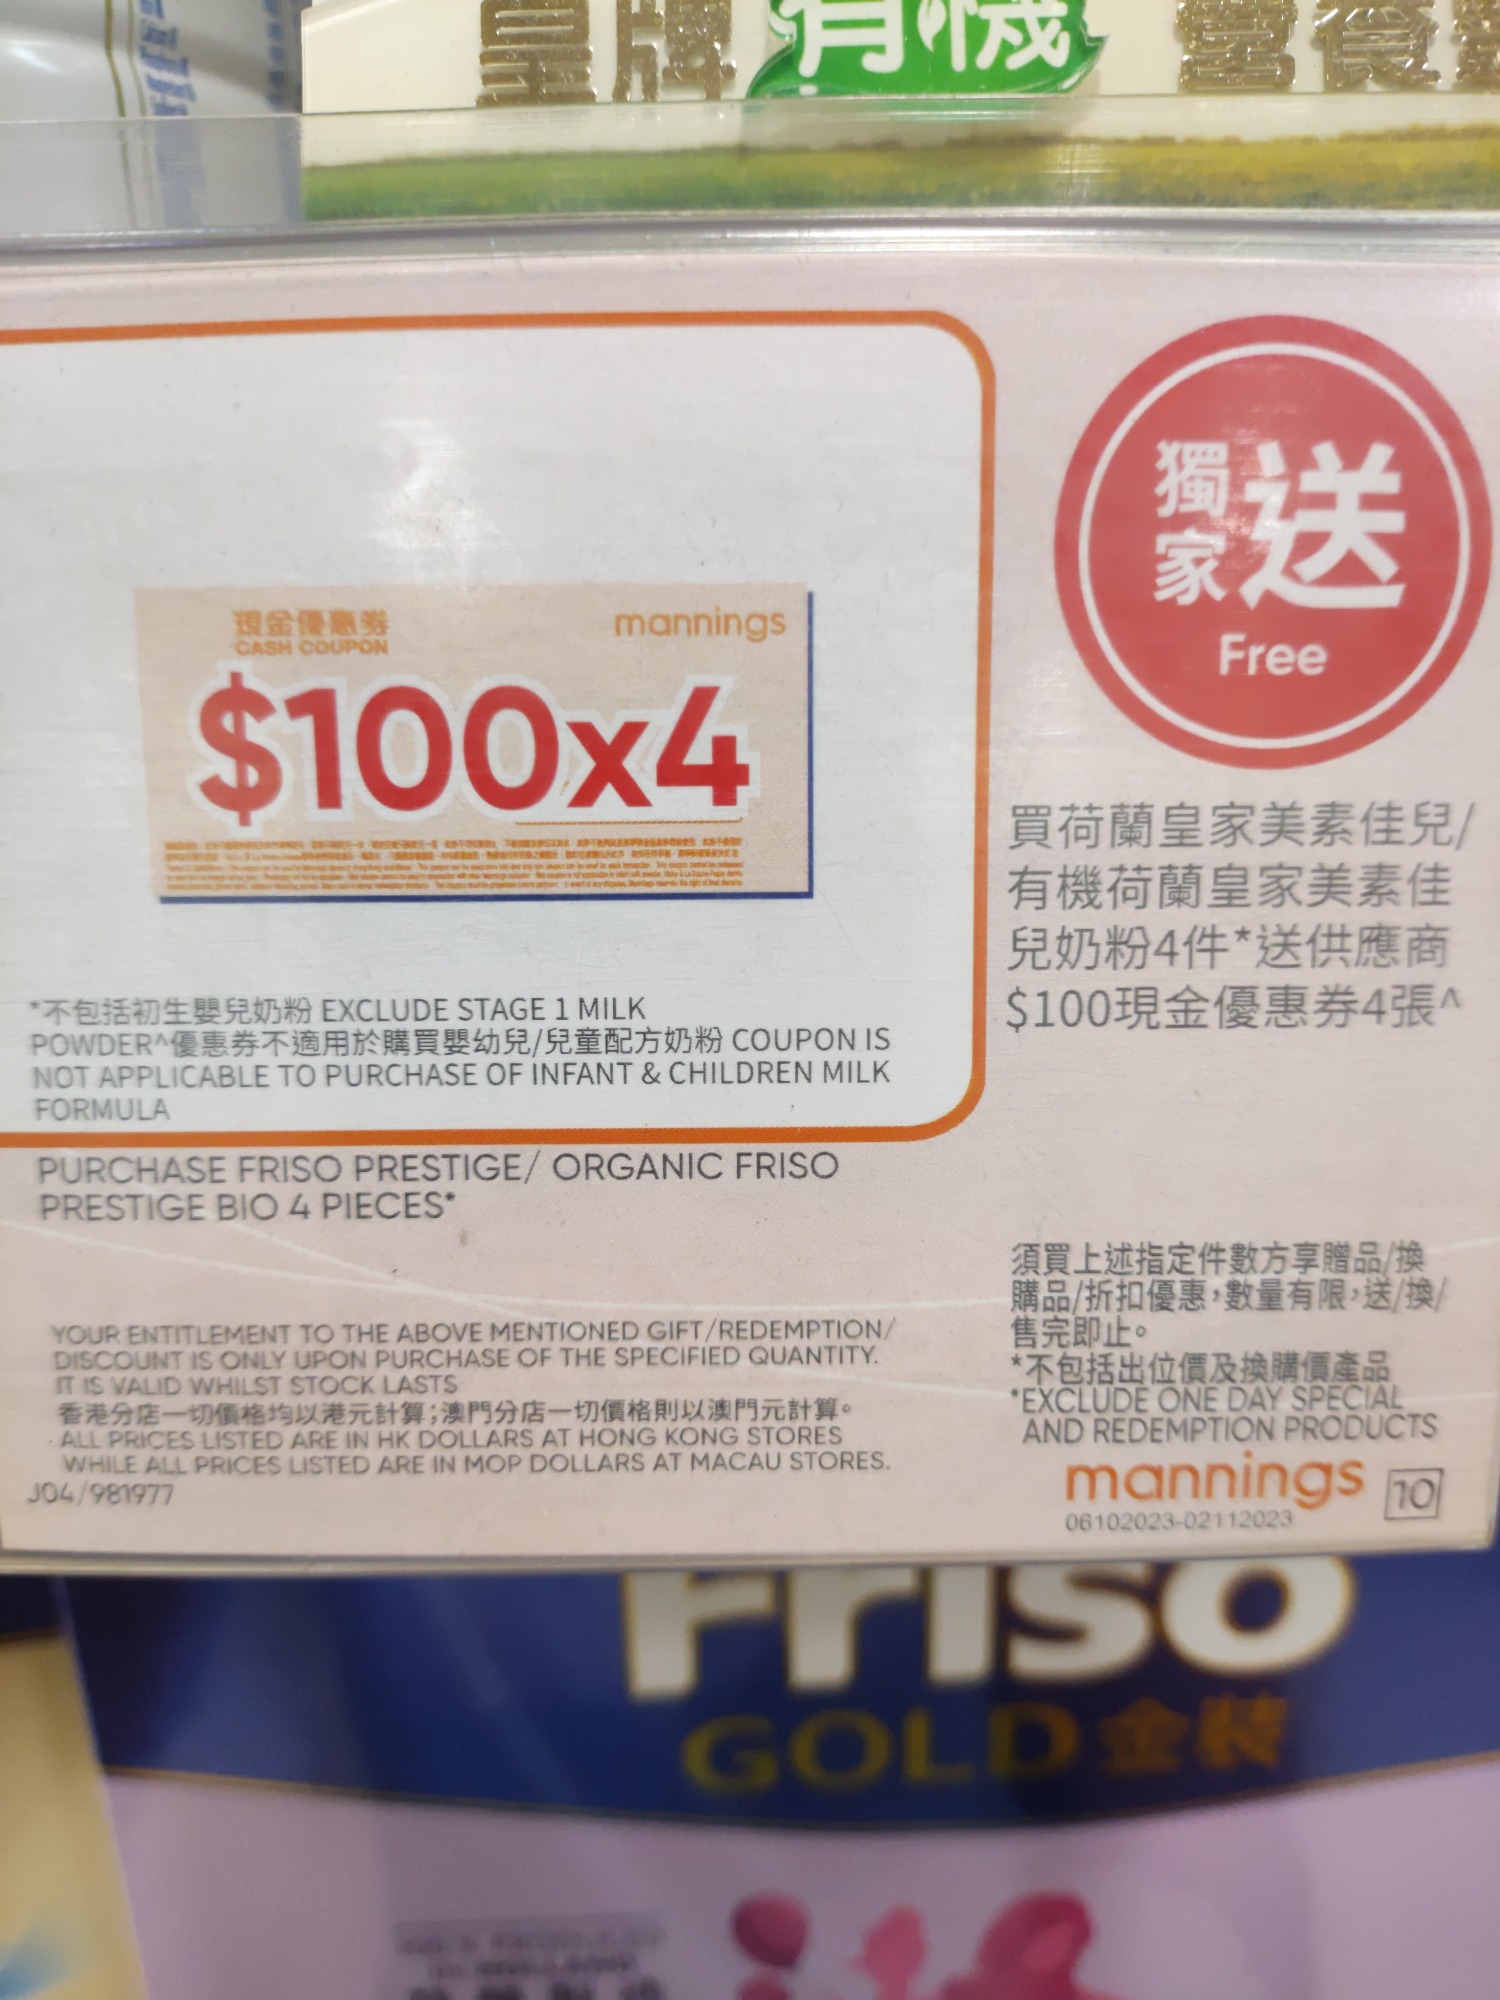 皇牌 有機
獨家送
Free
現金優惠券
CASH COUPON
mannings
$100x4
買荷蘭皇家美素佳兒/
有機荷蘭皇家美素佳
兒奶粉4件*送供應商
$100現金優惠券4張^
*不包括初生嬰兒奶粉 EXCLUDE STAGE 1 MILK
POWDER^優惠券不適用於購買嬰幼兒/兒童配方奶粉 COUPON IS
NOT APPLICABLE TO PURCHASE OF INFANT & CHILDREN MILK
FORMULA
PURCHASE FRISO PRESTIGE/ ORGANIC FRISO
PRESTIGE BIO 4 PIECES*
須買上述指定件數方享贈品/換
購品/折扣優惠，數量有限，送/換/
售完即止。
*不包括出位價及換購價產品
*EXCLUDE ONE DAY SPECIAL
AND REDEMPTION PRODUCTS
YOUR ENTITLEMENT TO THE ABOVE MENTIONED GIFT/REDEMPTION/
DISCOUNT IS ONLY UPON PURCHASE OF THE SPECIFIED QUANTITY.
IT IS VALID WHILST STOCK LASTS
香港分店一切價格均以港元計算；澳門分店一切價格則以澳門元計算。
ALL PRICES LISTED ARE IN HK DOLLARS AT HONG KONG STORES
WHILE ALL PRICES LISTED ARE IN MOP DOLLARS AT MACAU STORES.
J04/981977
mannings 10
06102023-02112023
Friso
GOLD 金裝